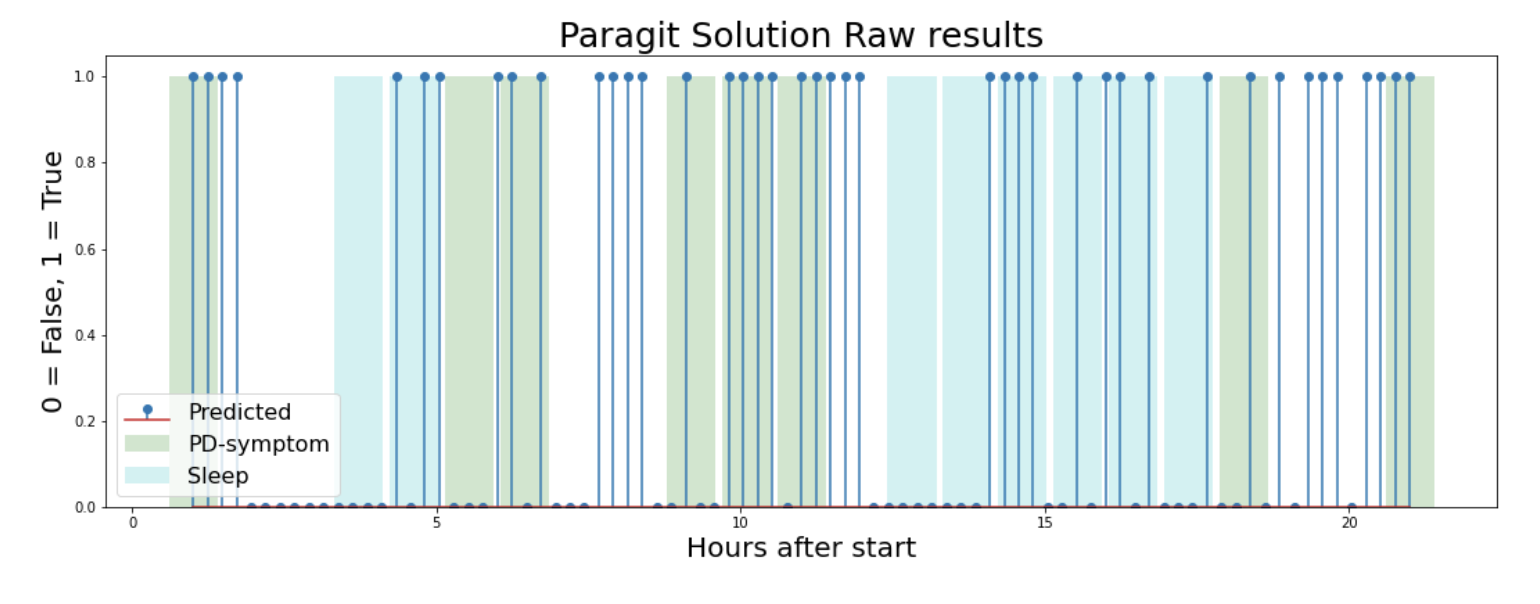 Paragit Solution Raw results
0 = False, 1 = True
1.0
0.8
0.6
0.4
0.2
0.0
Predicted
PD-symptom
Sleep
0 5 10 15 20
Hours after start